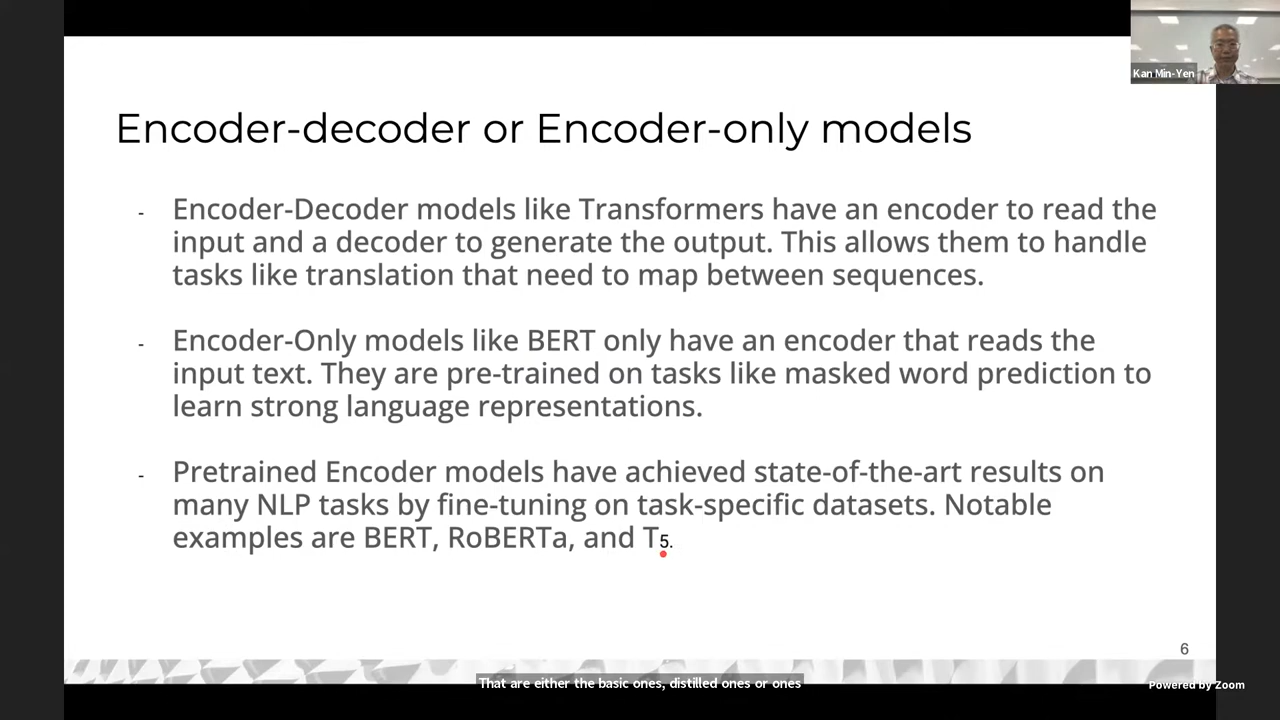 Kan Min-Yen
Encoder-decoder or Encoder-only models
- Encoder-Decoder models like Transformers have an encoder to read the
input and a decoder to generate the output. This allows them to handle
tasks like translation that need to map between sequences.
- Encoder-Only models like BERT only have an encoder that reads the
input text. They are pre-trained on tasks like masked word prediction to
learn strong language representations.
- Pretrained Encoder models have achieved state-of-the-art results on
many NLP tasks by fine-tuning on task-specific datasets. Notable
examples are BERT, RoBERTa, and T5.
6
That are either the basic ones, distilled ones or ones
Powered by Zoom